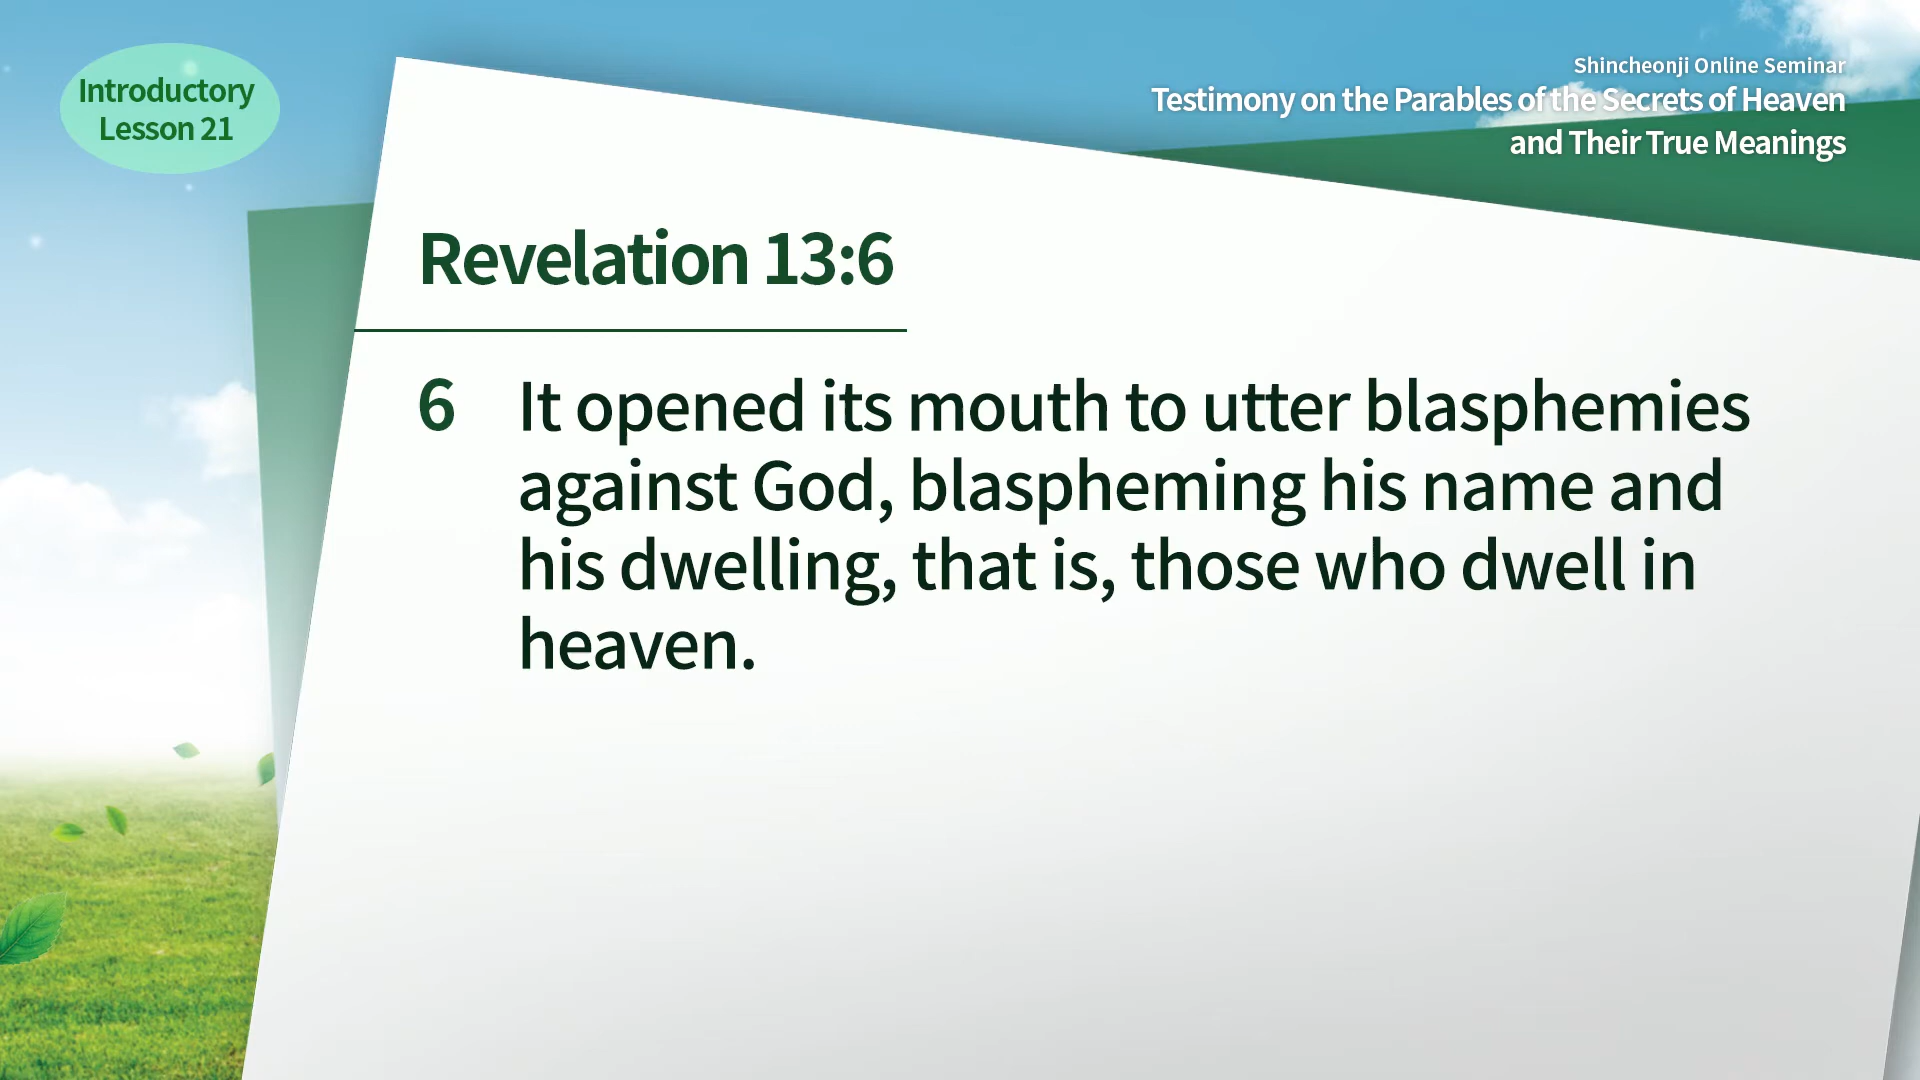 Introductory
Lesson 21
Shincheonji Online Seminar
Testimony on the Parables of the Secrets of Heaven
and Their True Meanings
Revelation 13:6
6 It opened its mouth to utter blasphemies
against God, blaspheming his name and
his dwelling, that is, those who dwell in
heaven.